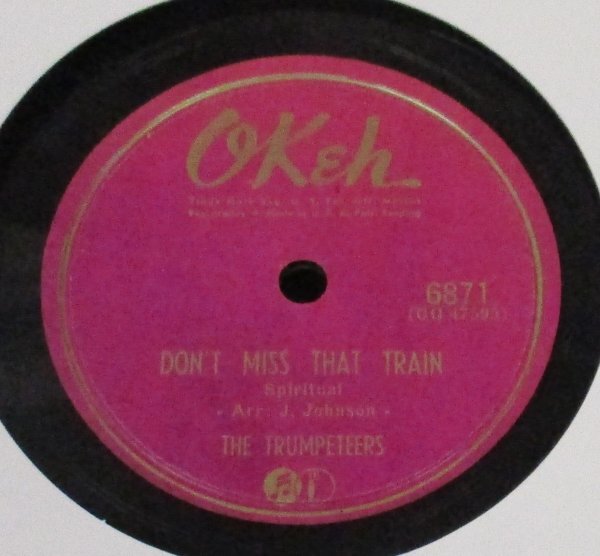 OKeh
6871
DON'T MISS THAT TRAIN
Spiritual
• Arr: J. Johnson •
THE TRUMPETEERS